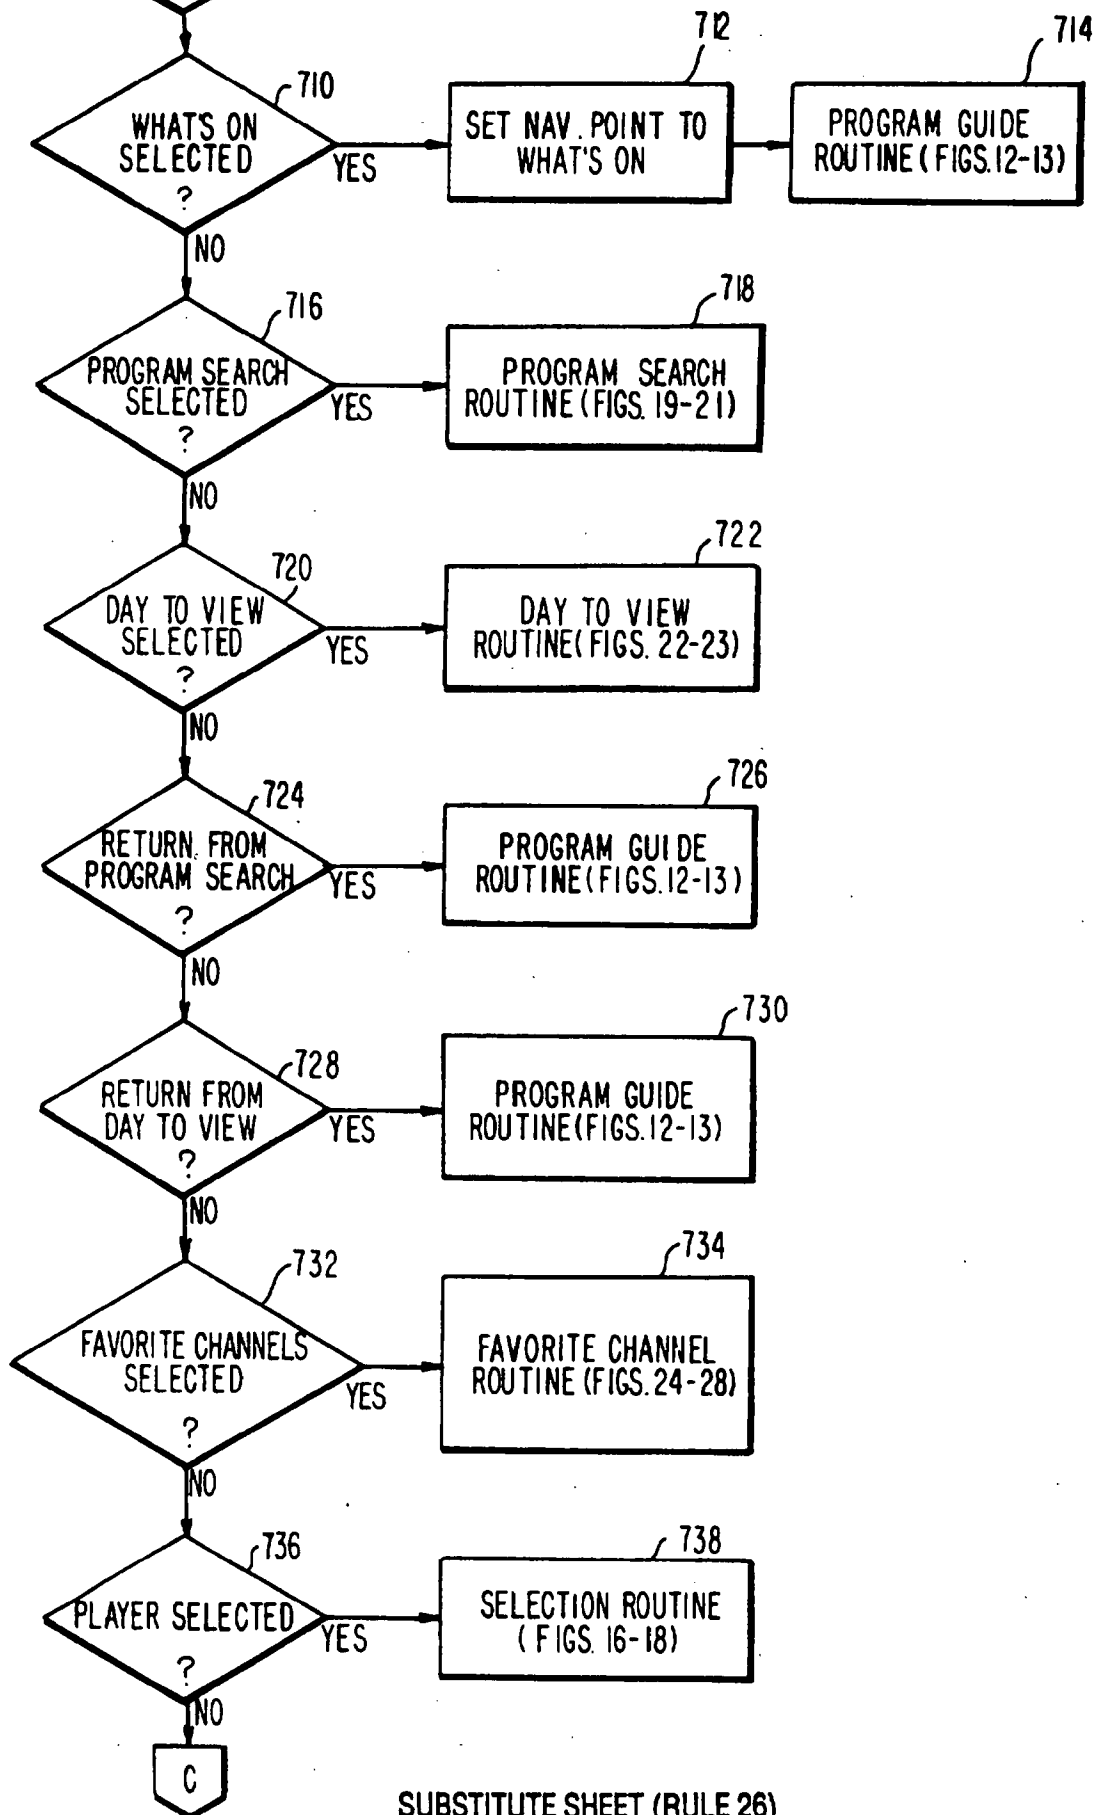 712
714
710
WHAT'S ON
SELECTED
?
YES
SET NAV. POINT TO
WHAT'S ON
PROGRAM GUIDE
ROUTINE (FIGS.12-13)
NO
716
718
PROGRAM SEARCH
SELECTED
?
YES
PROGRAM SEARCH
ROUTINE (FIGS. 19-21)
NO
720
722
DAY TO VIEW
SELECTED
?
YES
DAY TO VIEW
ROUTINE (FIGS. 22-23)
NO
724
726
RETURN FROM
PROGRAM SEARCH
?
YES
PROGRAM GUIDE
ROUTINE (FIGS.12-13)
NO
728
730
RETURN FROM
DAY TO VIEW
?
YES
PROGRAM GUIDE
ROUTINE (FIGS.12-13)
NO
732
734
FAVORITE CHANNELS
SELECTED
?
YES
FAVORITE CHANNEL
ROUTINE (FIGS. 24-28)
NO
736
738
PLAYER SELECTED
?
YES
SELECTION ROUTINE
(FIGS. 16-18)
NO
C
SUBSTITUTE SHEET (RULE 26)